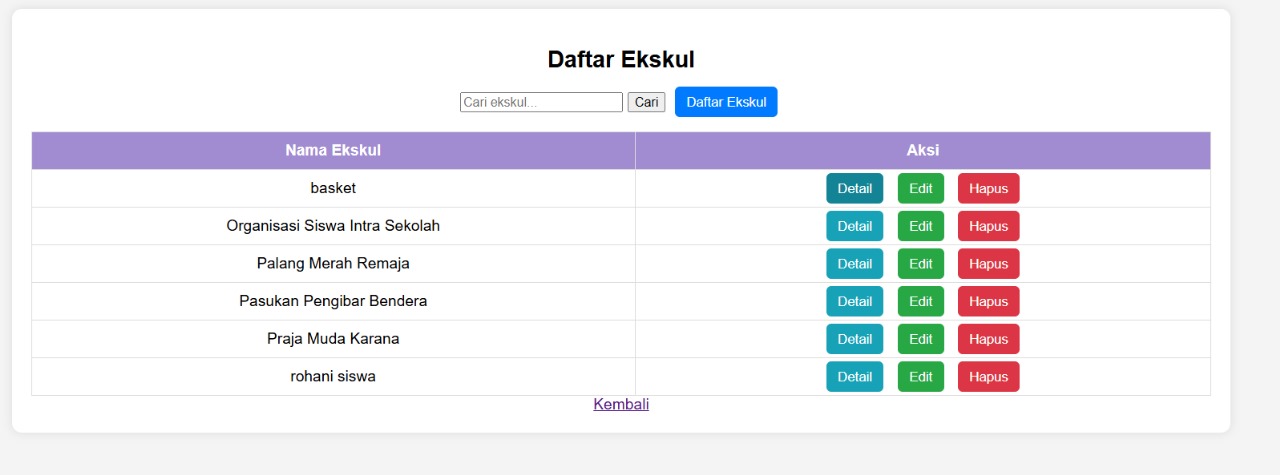 Daftar Ekskul
Cari ekskul... Cari Daftar Ekskul
Nama Ekskul Aksi
basket Detail Edit Hapus
Organisasi Siswa Intra Sekolah Detail Edit Hapus
Palang Merah Remaja Detail Edit Hapus
Pasukan Pengibar Bendera Detail Edit Hapus
Praja Muda Karana Detail Edit Hapus
rohani siswa Detail Edit Hapus
Kembali